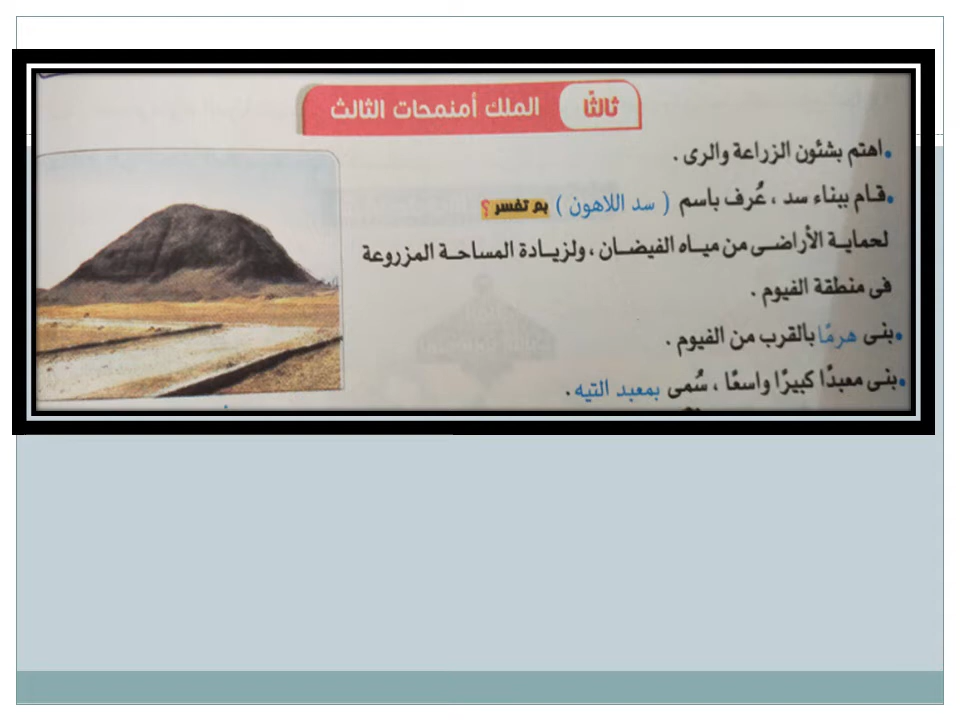 ثالثًا الملك أمنمحات الثالث
• اهتم بشئون الزراعة والرى .
• قام ببناء سد ، عُرف باسم ( سد اللاهون ) بم تفسر ؟
لحماية الأراضى من مياه الفيضان ، ولزيادة المساحة المزروعة
فى منطقة الفيوم .
• بنى هرمًا بالقرب من الفيوم .
• بنى معبدًا كبيرًا واسعًا ، سُمى بمعبد التيه .